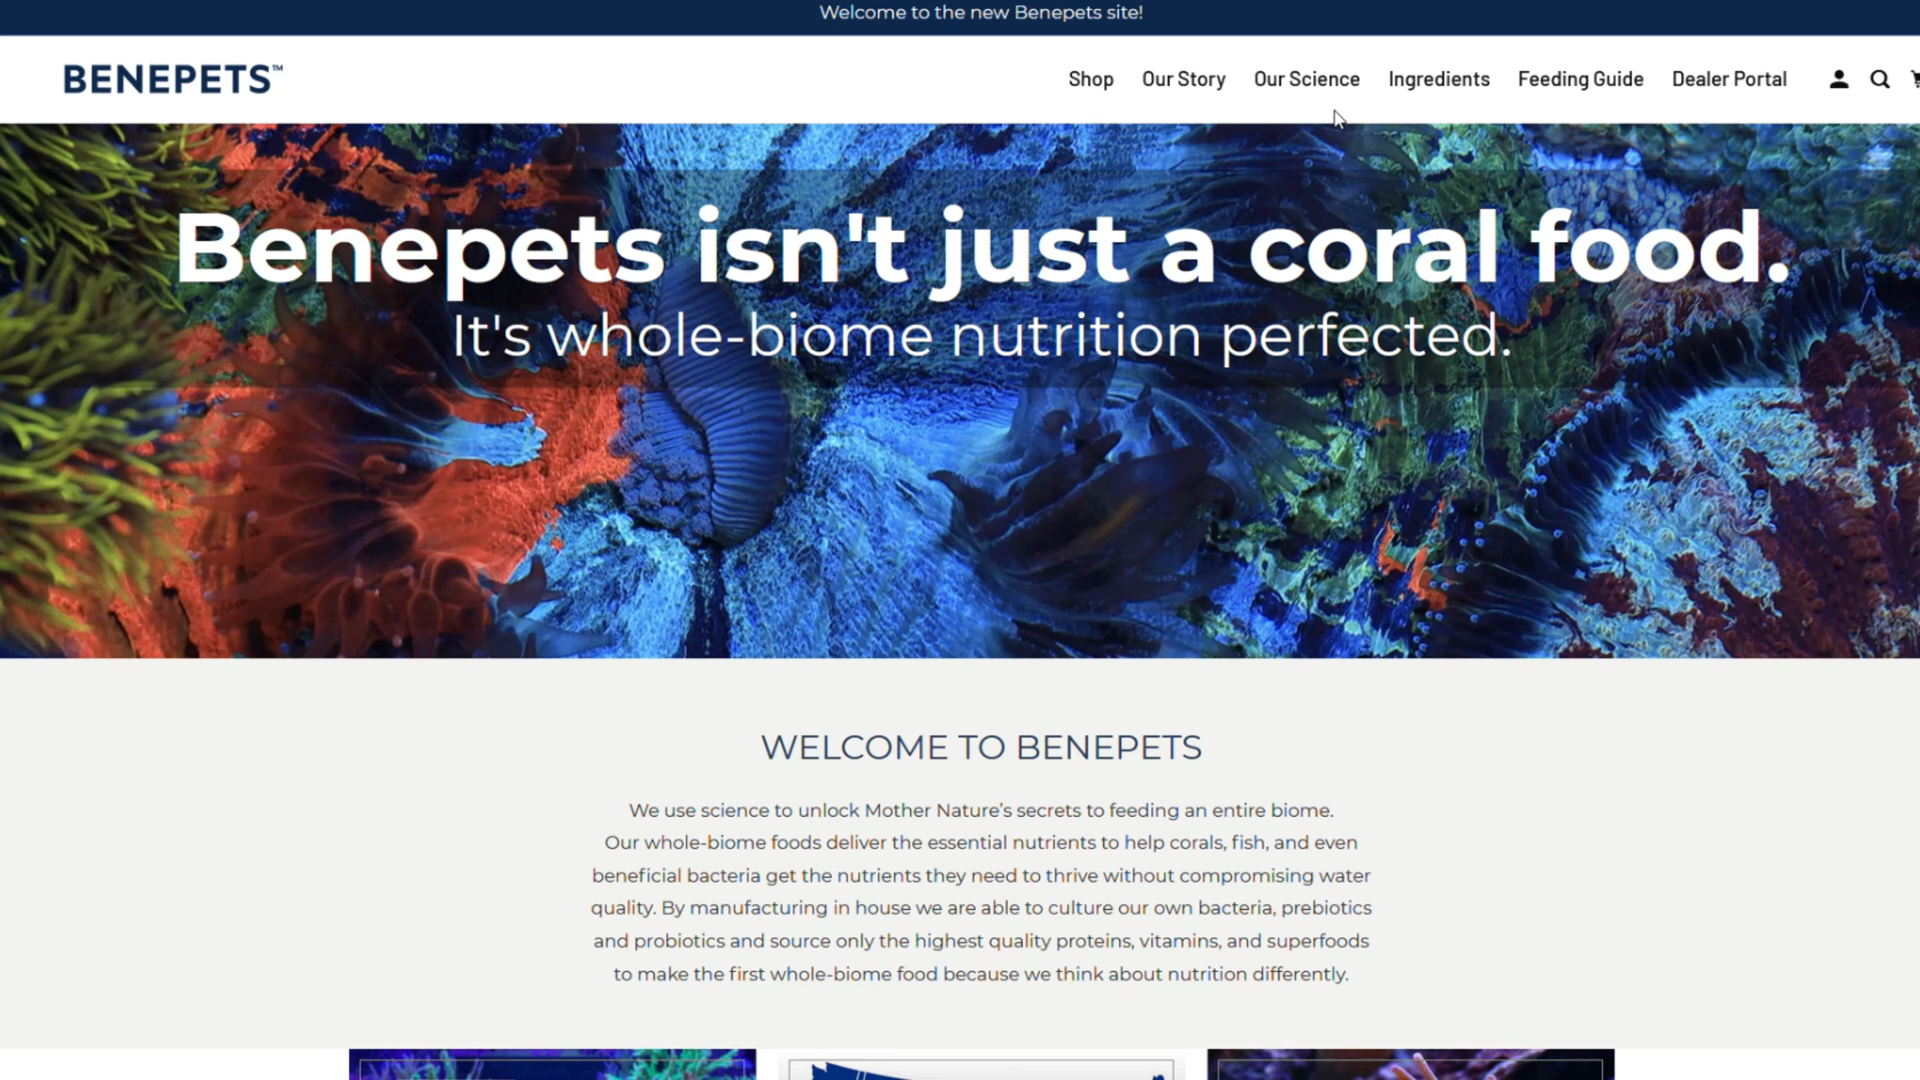 Welcome to the new Benepets site!
BENEPETS™
Shop Our Story Our Science Ingredients Feeding Guide Dealer Portal
Benepets isn't just a coral food.
It's whole-biome nutrition perfected.
WELCOME TO BENEPETS
We use science to unlock Mother Nature's secrets to feeding an entire biome.
Our whole-biome foods deliver the essential nutrients to help corals, fish, and even
beneficial bacteria get the nutrients they need to thrive without compromising water
quality. By manufacturing in house we are able to culture our own bacteria, prebiotics
and probiotics and source only the highest quality proteins, vitamins, and superfoods
to make the first whole-biome food because we think about nutrition differently.